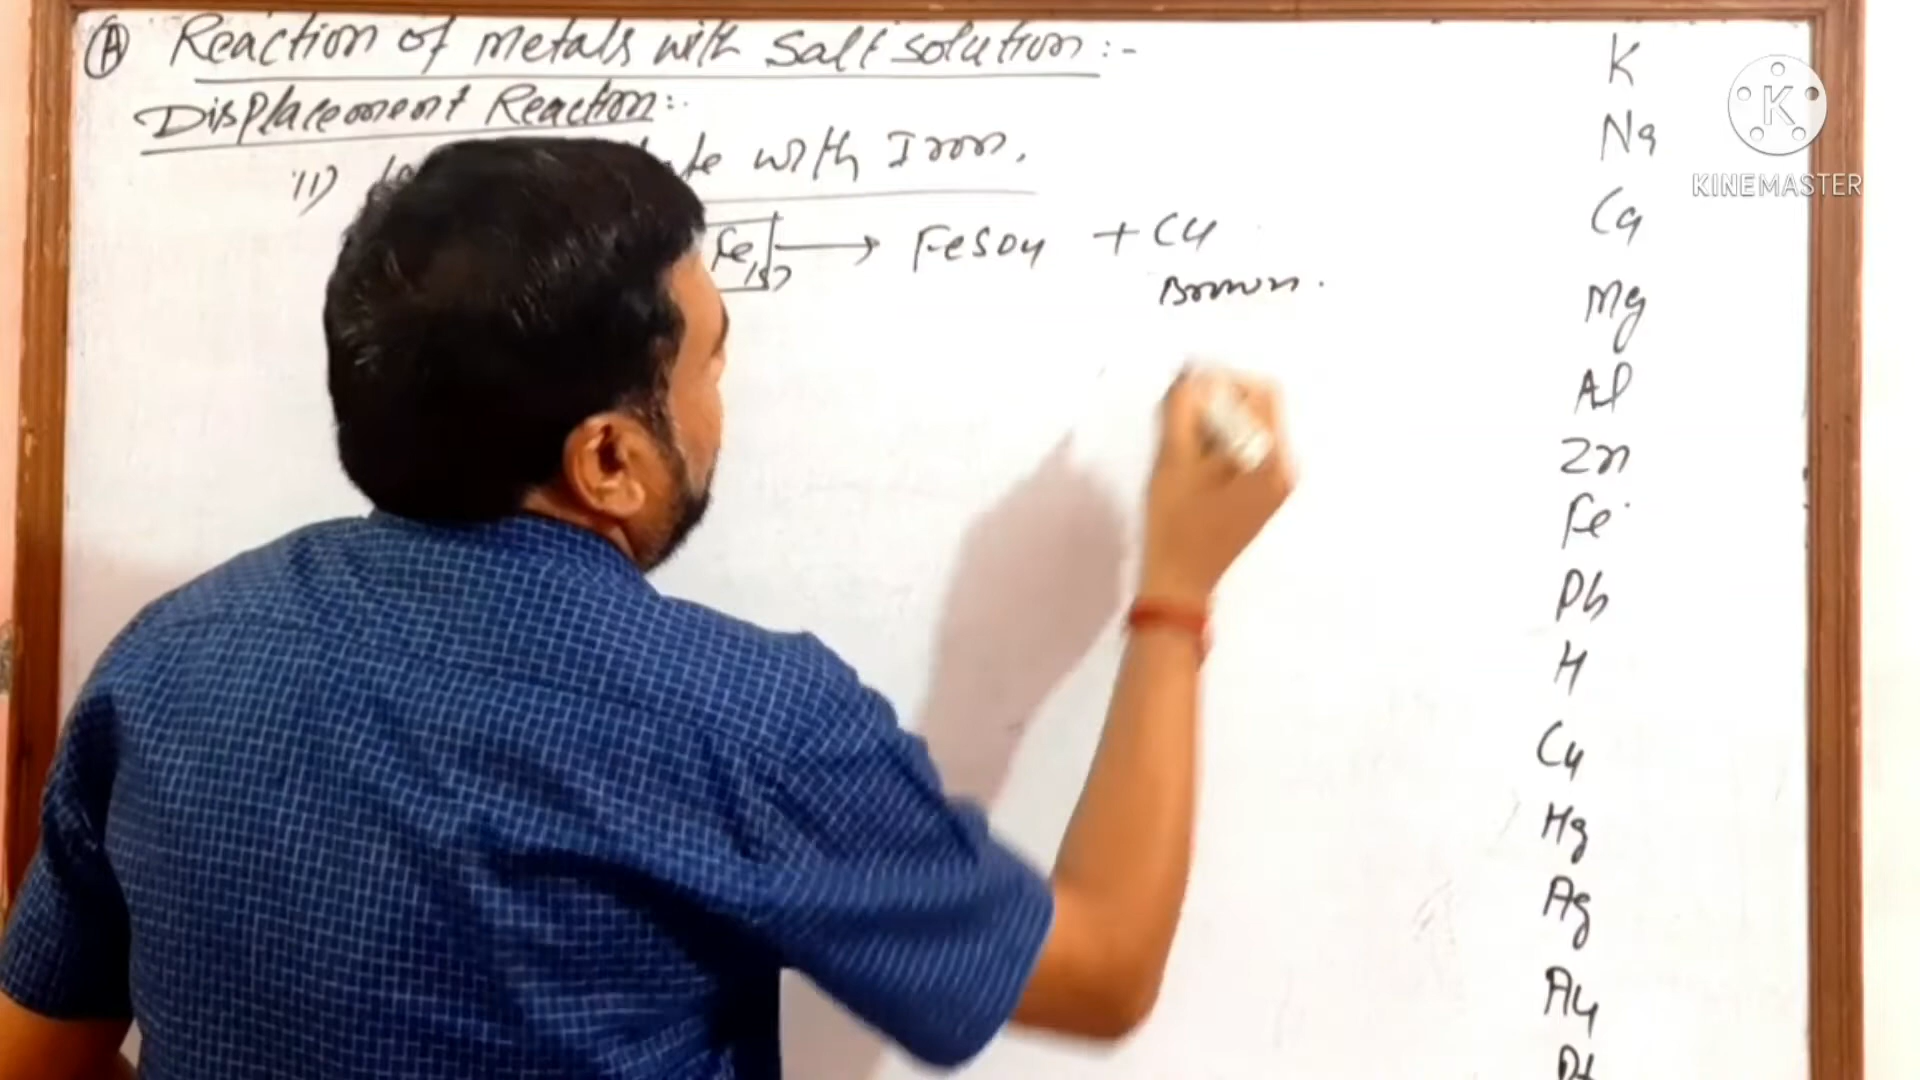 A Reaction of metals with Salt solution :-
Displacement Reaction :-
ii) with Iron.
Fe(s) → FeSO4 + Cu
Brown.
K
Na
Ca
Mg
Al
Zn
Fe
Pb
H
Cu
Hg
Ag
Au
Pt
K
KINEMASTER